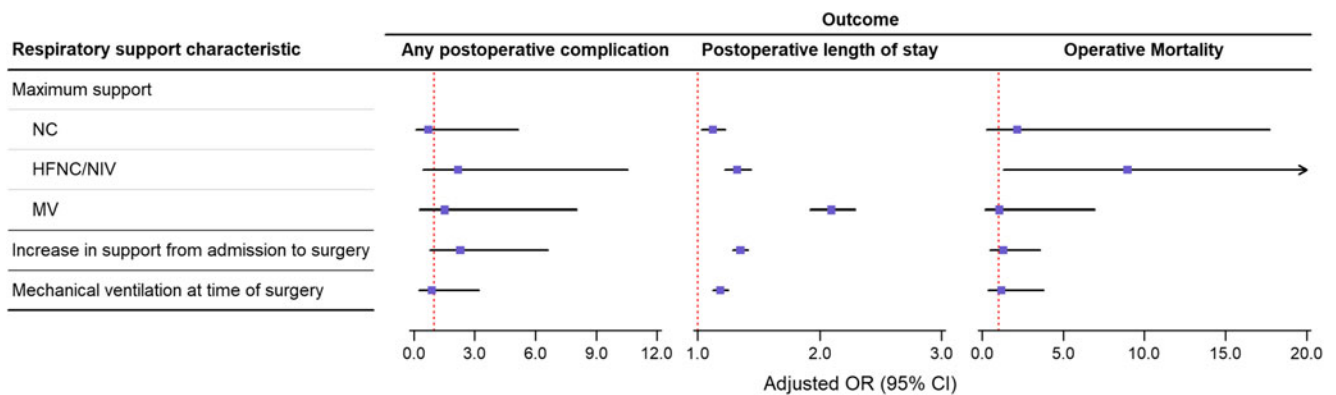 Outcome
Respiratory support characteristic Any postoperative complication Postoperative length of stay Operative Mortality
Maximum support
NC
HFNC/NIV
MV
Increase in support from admission to surgery
Mechanical ventilation at time of surgery
0.0 3.0 6.0 9.0 12.0 1.0 2.0 3.0 0.0 5.0 10.0 15.0 20.0
Adjusted OR (95% CI)